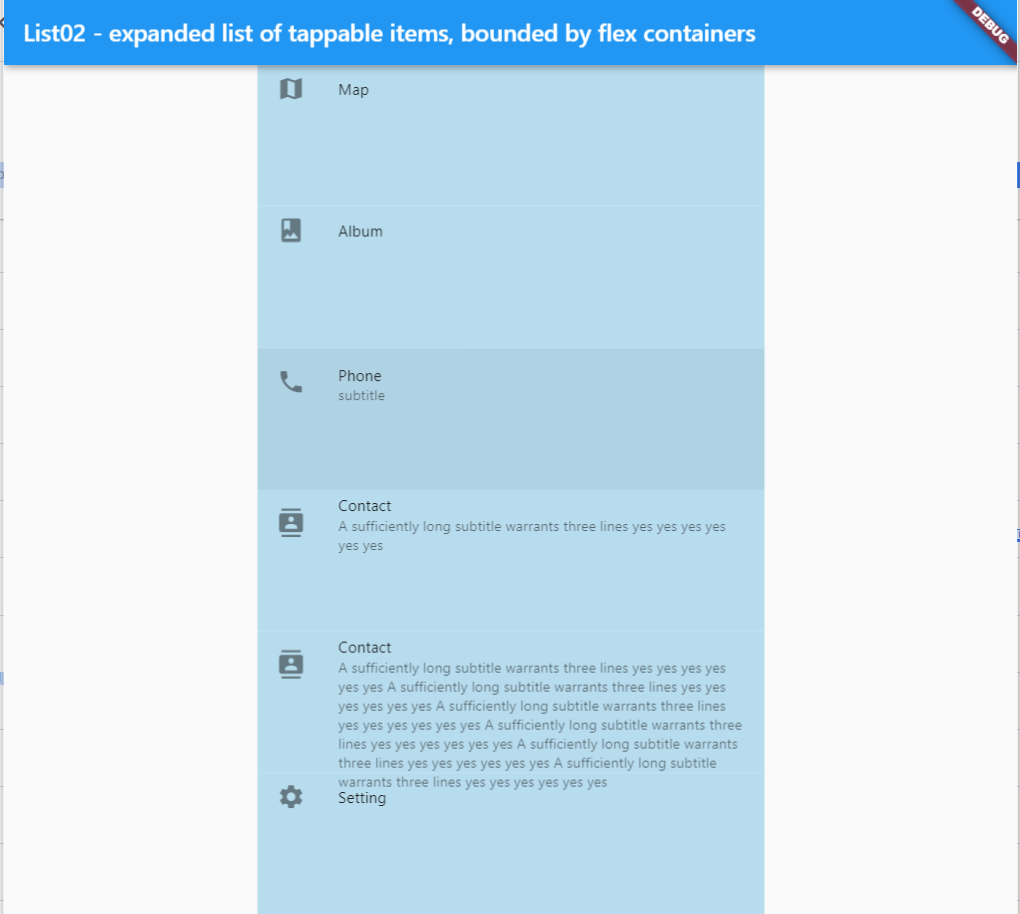 List02 - expanded list of tappable items, bounded by flex containers
DEBUG
Map
Album
Phone
subtitle
Contact
A sufficiently long subtitle warrants three lines yes yes yes yes
yes yes
Contact
A sufficiently long subtitle warrants three lines yes yes yes yes
yes yes A sufficiently long subtitle warrants three lines yes yes
yes yes yes yes A sufficiently long subtitle warrants three lines
yes yes yes yes yes yes A sufficiently long subtitle warrants three
lines yes yes yes yes yes yes A sufficiently long subtitle warrants
three lines yes yes yes yes yes yes A sufficiently long subtitle
warrants three lines yes yes yes yes yes yes
Setting